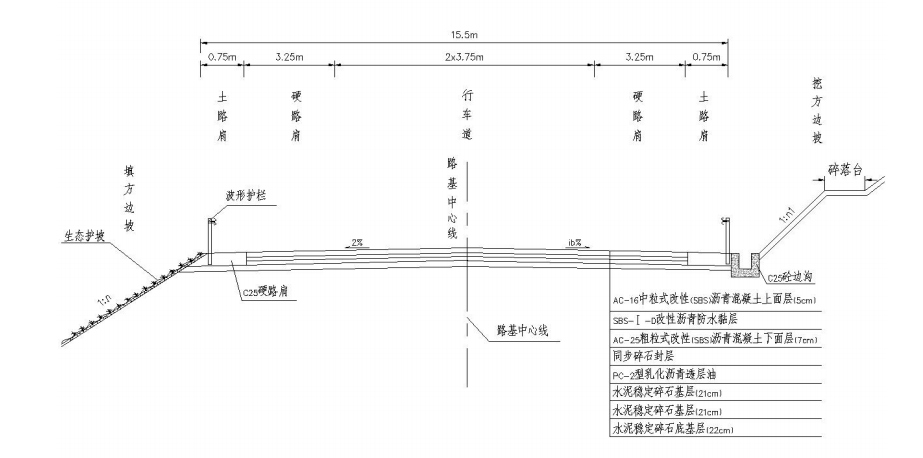 15.5m
0.75m
3.25m
2x3.75m
3.25m
0.75m
土路肩
硬路肩
行车道
硬路肩
土路肩
挖方边坡
填方边坡
路基中心线
碎落台
波形护栏
1:n1
生态护坡
2%
ib%
1:n
C25硬路肩
C25砼边沟
路基中心线
AC-16中粒式改性(SBS)沥青混凝土上面层(5cm)
SBS-Ⅰ-D改性沥青防水黏层
AC-25粗粒式改性(SBS)沥青混凝土下面层(7cm)
同步碎石封层
PC-2型乳化沥青透层油
水泥稳定碎石基层(21cm)
水泥稳定碎石基层(21cm)
水泥稳定碎石底基层(22cm)